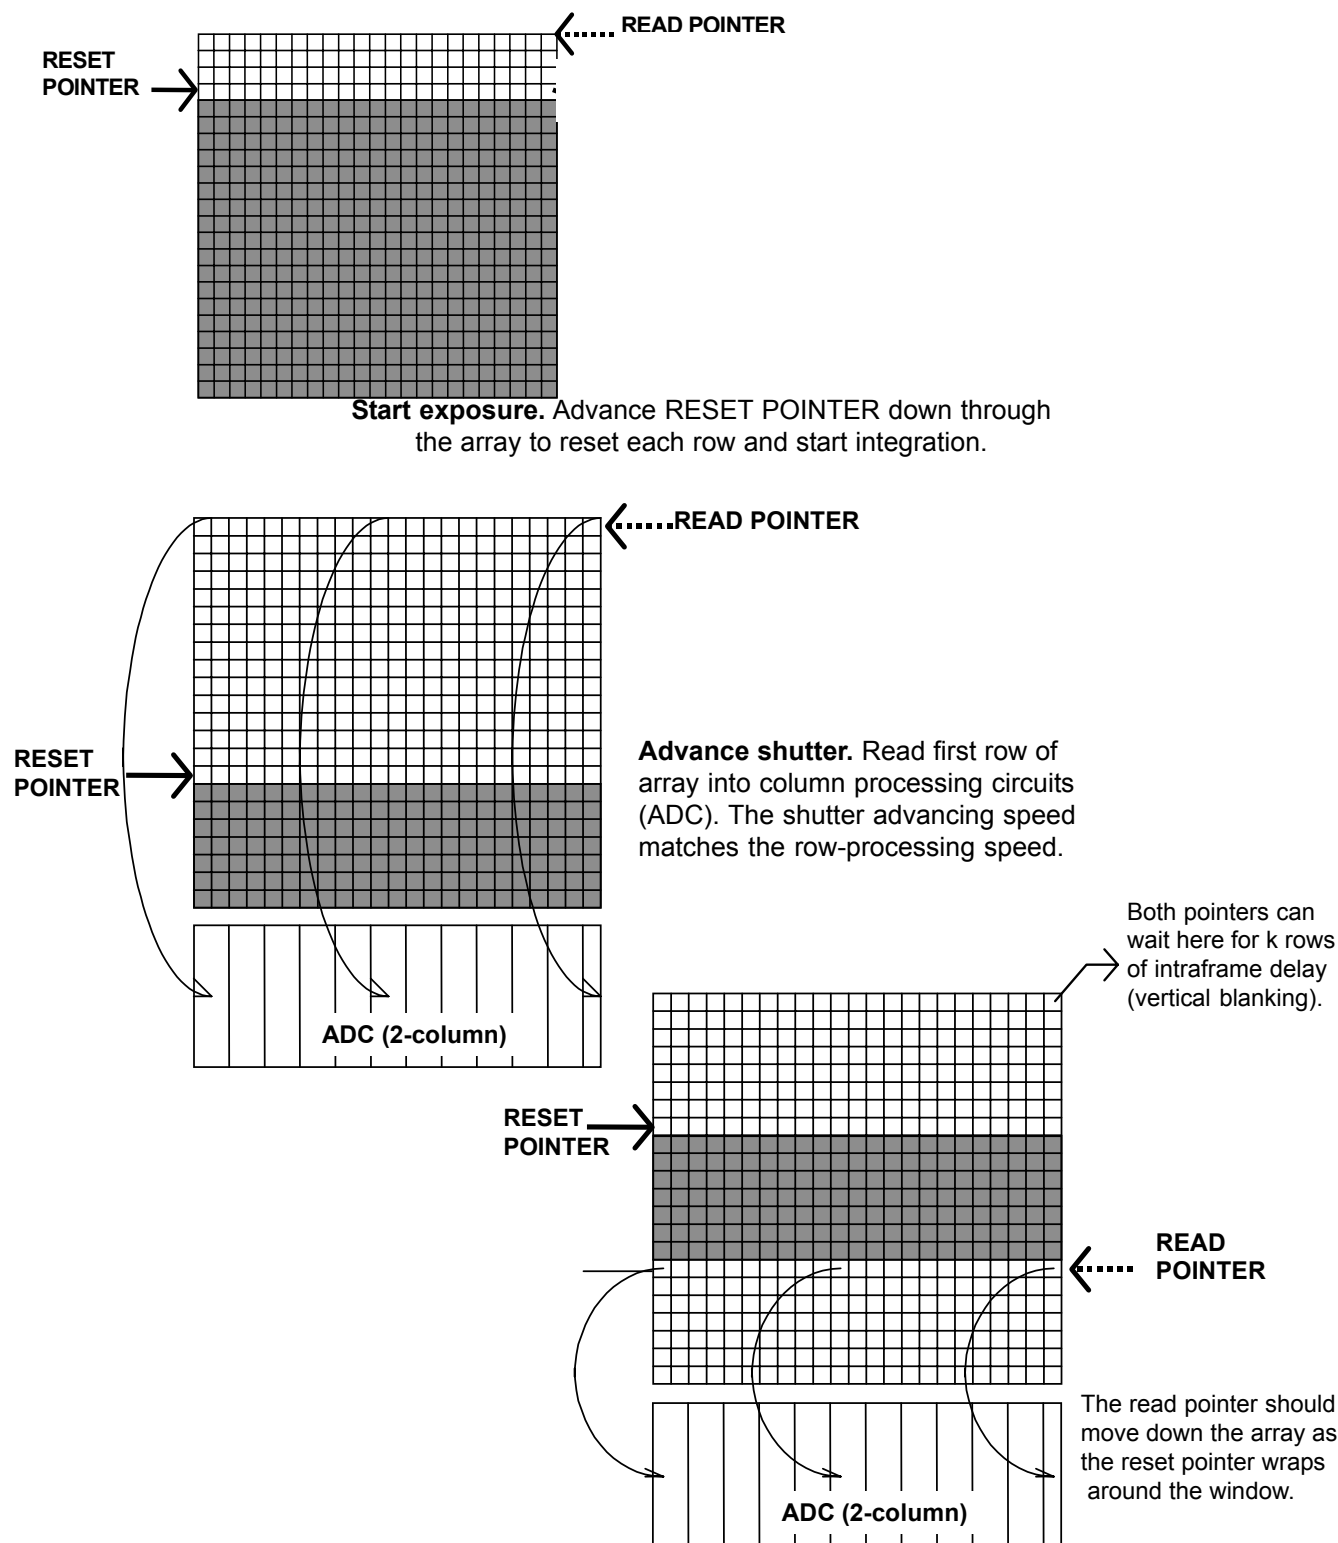 READ POINTER
RESET
POINTER
Start exposure. Advance RESET POINTER down through
the array to reset each row and start integration.
READ POINTER
RESET
POINTER
Advance shutter. Read first row of
array into column processing circuits
(ADC). The shutter advancing speed
matches the row-processing speed.
ADC (2-column)
Both pointers can
wait here for k rows
of intraframe delay
(vertical blanking).
RESET
POINTER
READ
POINTER
The read pointer should
move down the array as
the reset pointer wraps
around the window.
ADC (2-column)